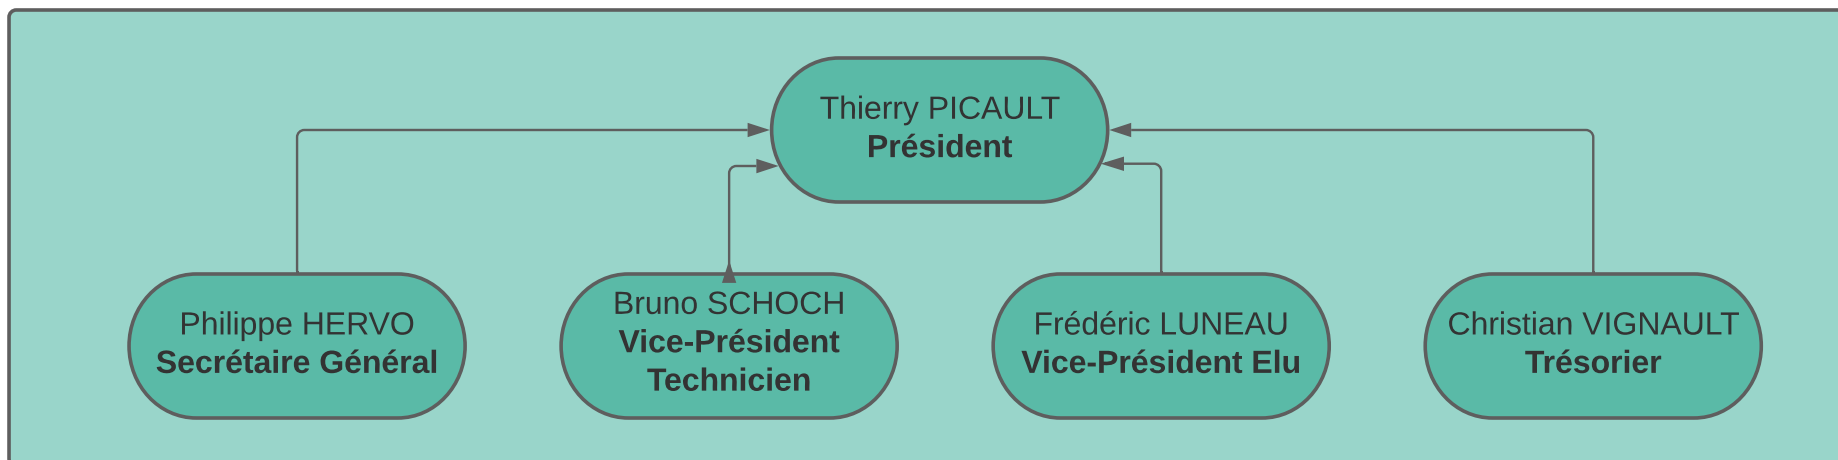 Thierry PICAULT
Président
Philippe HERVO
Secrétaire Général
Bruno SCHOCH
Vice-Président
Technicien
Frédéric LUNEAU
Vice-Président Elu
Christian VIGNAULT
Trésorier